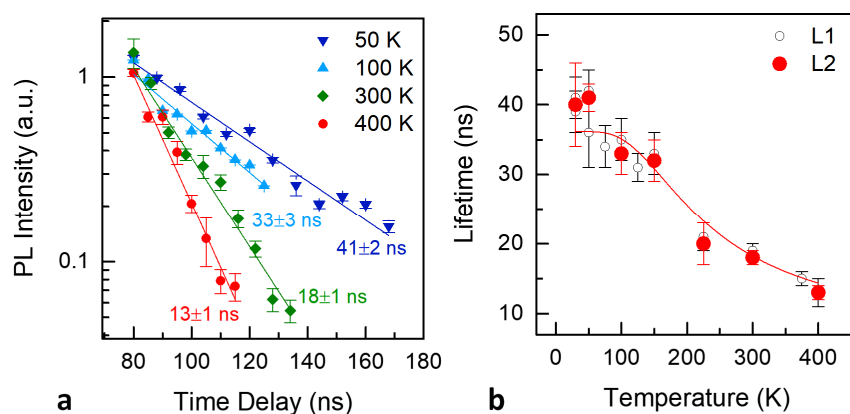 PL Intensity (a.u.)
1
0.1
50 K
100 K
300 K
400 K
33±3 ns
41±2 ns
18±1 ns
13±1 ns
80 100 120 140 160 180
Time Delay (ns)
a
Lifetime (ns)
50
40
30
20
10
L1
L2
0 100 200 300 400
Temperature (K)
b